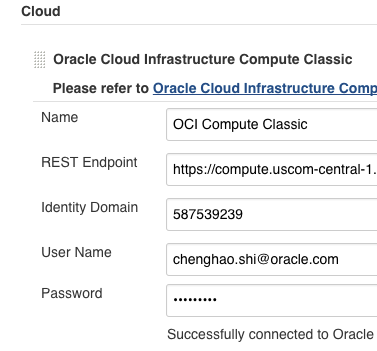 Cloud
Oracle Cloud Infrastructure Compute Classic
Please refer to Oracle Cloud Infrastructure Comp
Name
OCI Compute Classic
REST Endpoint
https://compute.uscom-central-1.
Identity Domain
587539239
User Name
chenghao.shi@oracle.com
Password
•••••••••
Successfully connected to Oracle